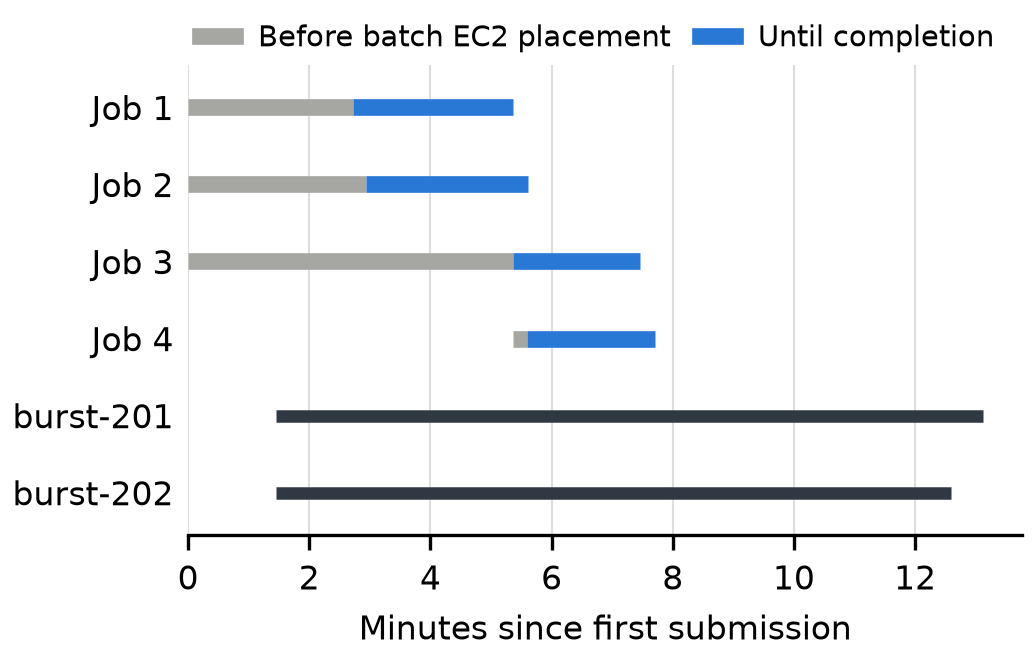 Before batch EC2 placement Until completion
Job 1
Job 2
Job 3
Job 4
burst-201
burst-202
0 2 4 6 8 10 12
Minutes since first submission